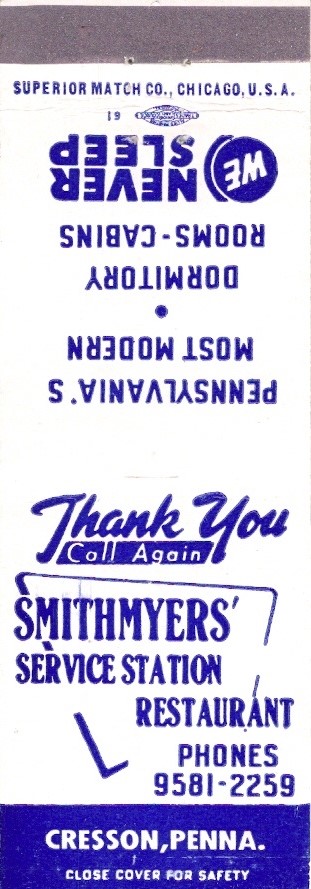 SUPERIOR MATCH CO., CHICAGO, U.S.A.
61
PENNSYLVANIA'S
MOST MODERN
•
DORMITORY
ROOMS-CABINS
WE NEVER
SLEEP
Thank You
Call Again
SMITHMYERS'
SERVICE STATION
RESTAURANT
PHONES
9581-2259
CRESSON, PENNA.
CLOSE COVER FOR SAFETY